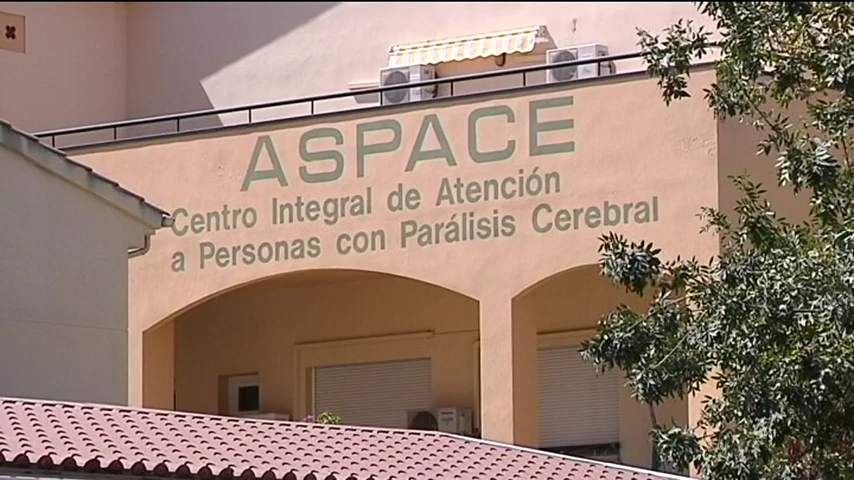 ASPACE
Centro Integral de Atención
a Personas con Parálisis Cerebral